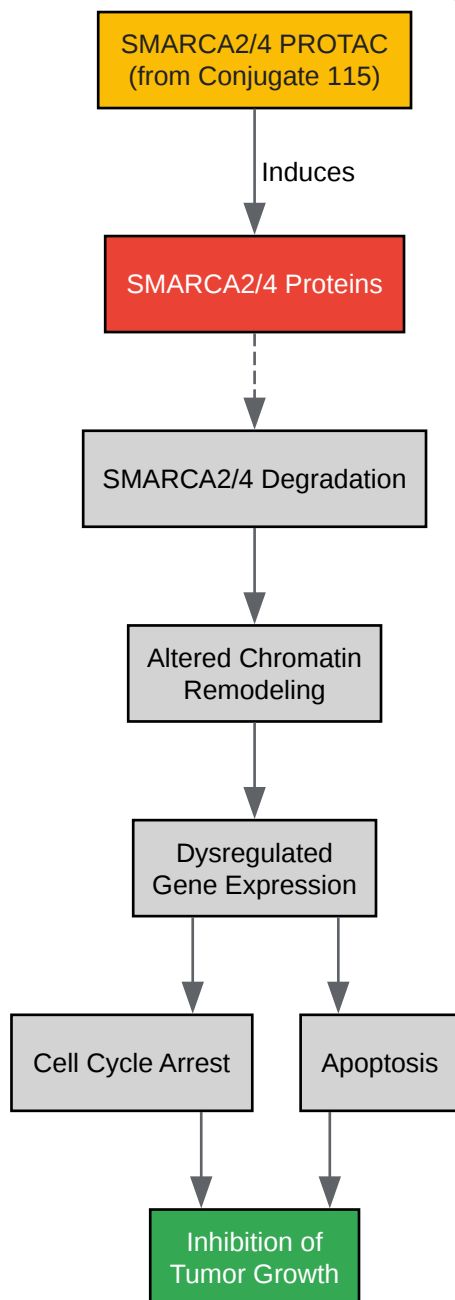 SMARCA2/4 PROTAC
(from Conjugate 115)
Induces
SMARCA2/4 Proteins
SMARCA2/4 Degradation
Altered Chromatin
Remodeling
Dysregulated
Gene Expression
Cell Cycle Arrest
Apoptosis
Inhibition of
Tumor Growth